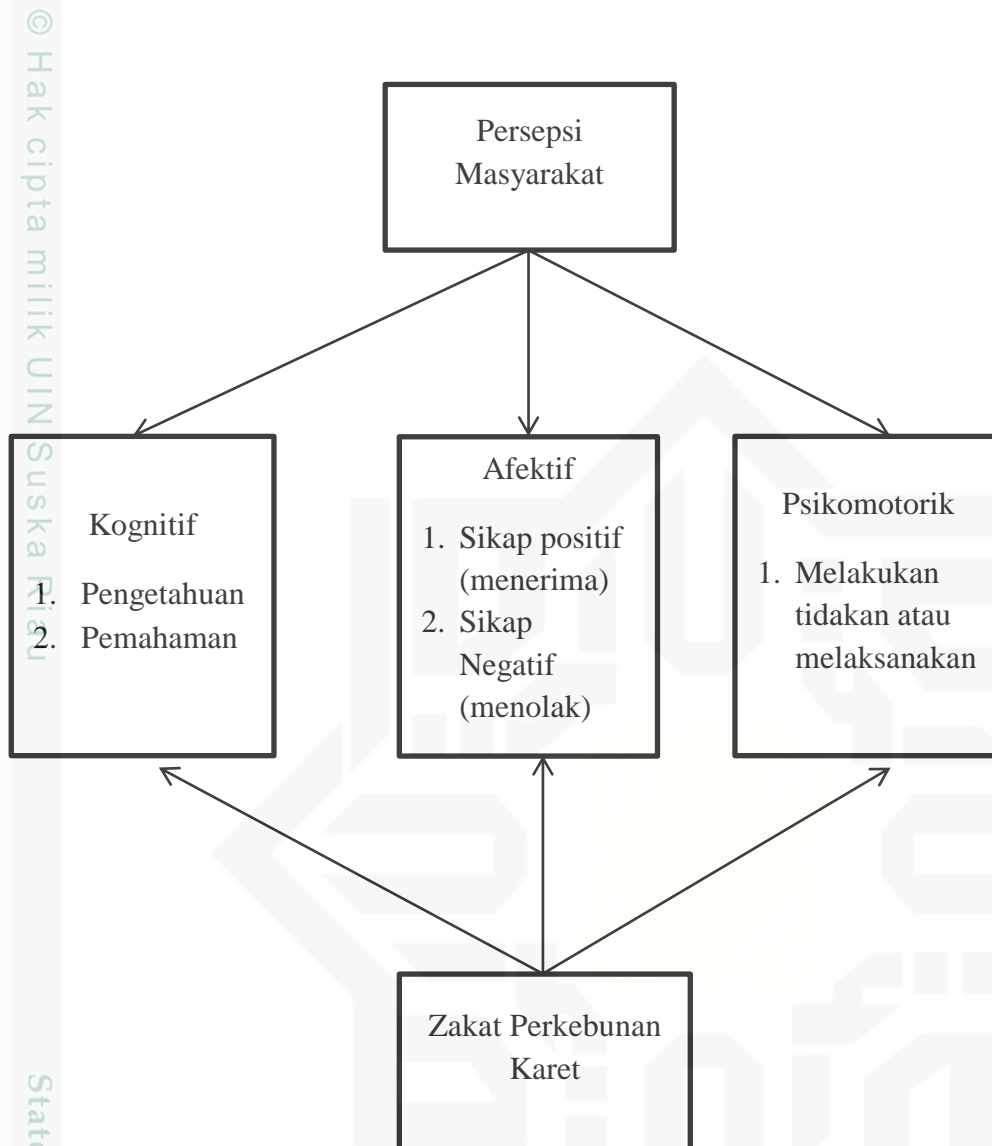 © Hak cipta milik UIN Suska Riau
Persepsi
Masyarakat
Kognitif
1. Pengetahuan
2. Pemahaman
Afektif
1. Sikap positif
(menerima)
2. Sikap
Negatif
(menolak)
Psikomotorik
1. Melakukan
tidakan atau
melaksanakan
Zakat Perkebunan
Karet